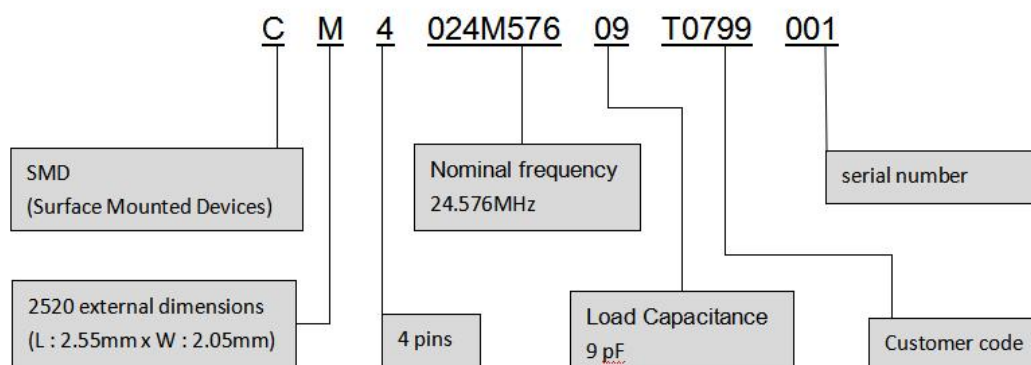 C M 4 024M576 09 T0799 001
SMD
(Surface Mounted Devices)
Nominal frequency
24.576MHz
serial number
2520 external dimensions
(L : 2.55mm x W : 2.05mm)
4 pins
Load Capacitance
9 pF
Customer code